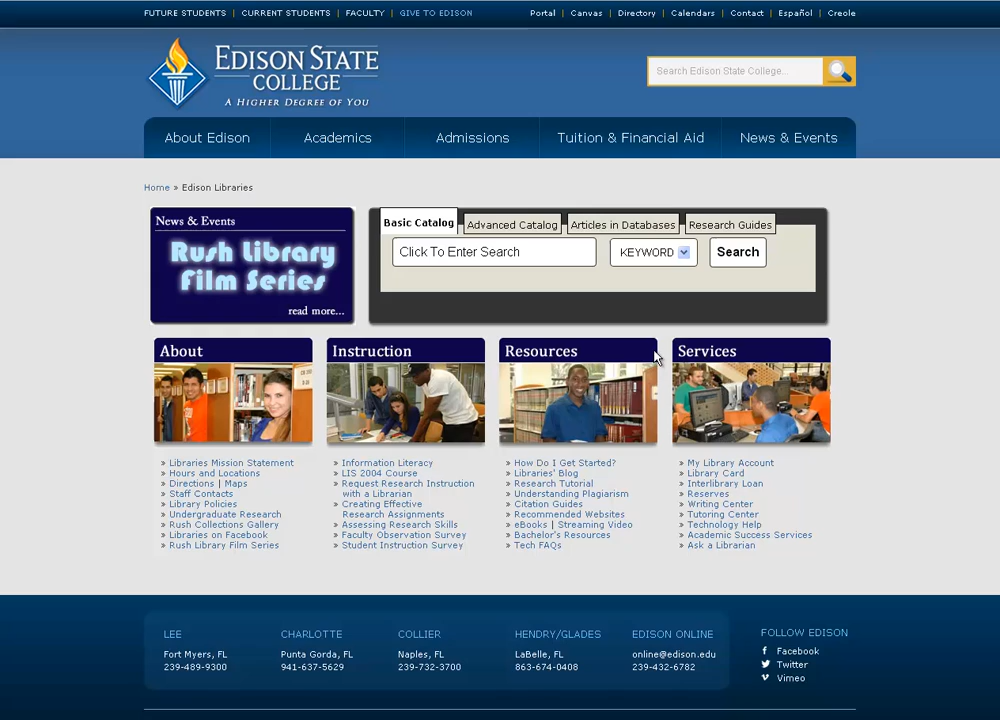 FUTURE STUDENTS | CURRENT STUDENTS | FACULTY | GIVE TO EDISON
Portal | Canvas | Directory | Calendars | Contact | Español | Creole
EDISON STATE
COLLEGE
A HIGHER DEGREE OF YOU
Search Edison State College..
About Edison
Academics
Admissions
Tuition & Financial Aid
News & Events
Home » Edison Libraries
News & Events
Rush Library
Film Series
read more...
Basic Catalog
Advanced Catalog
Articles in Databases
Research Guides
Click To Enter Search
KEYWORD
Search
About
» Libraries Mission Statement
» Hours and Locations
» Directions | Maps
» Staff Contacts
» Library Policies
» Undergraduate Research
» Rush Collections Gallery
» Libraries on Facebook
» Rush Library Film Series
Instruction
» Information Literacy
» LIS 2004 Course
» Request Research Instruction
with a Librarian
» Creating Effective
Research Assignments
» Assessing Research Skills
» Faculty Observation Survey
» Student Instruction Survey
Resources
» How Do I Get Started?
» Libraries' Blog
» Research Tutorial
» Understanding Plagiarism
» Citation Guides
» Recommended Websites
» eBooks | Streaming Video
» Bachelor's Resources
» Tech FAQs
Services
» My Library Account
» Library Card
» Interlibrary Loan
» Reserves
» Writing Center
» Tutoring Center
» Technology Help
» Academic Success Services
» Ask a Librarian
LEE
Fort Myers, FL
239-489-9300
CHARLOTTE
Punta Gorda, FL
941-637-5629
COLLIER
Naples, FL
239-732-3700
HENDRY/GLADES
LaBelle, FL
863-674-0408
EDISON ONLINE
online@edison.edu
239-432-6782
FOLLOW EDISON
Facebook
Twitter
Vimeo